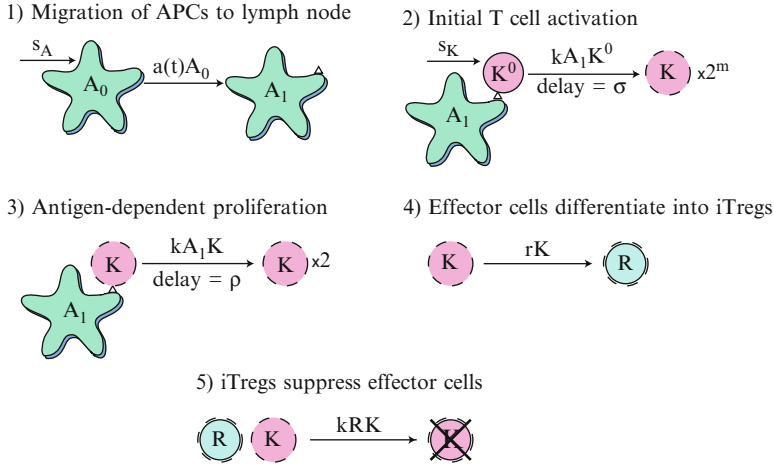 1) Migration of APCs to lymph node
s_A
A_0
a(t)A_0
A_1
2) Initial T cell activation
s_K
K^0
A_1
kA_1K^0
delay = σ
K x2^m
3) Antigen-dependent proliferation
K
A_1
kA_1K
delay = ρ
K x2
4) Effector cells differentiate into iTregs
K
rK
R
5) iTregs suppress effector cells
R K
kRK
K